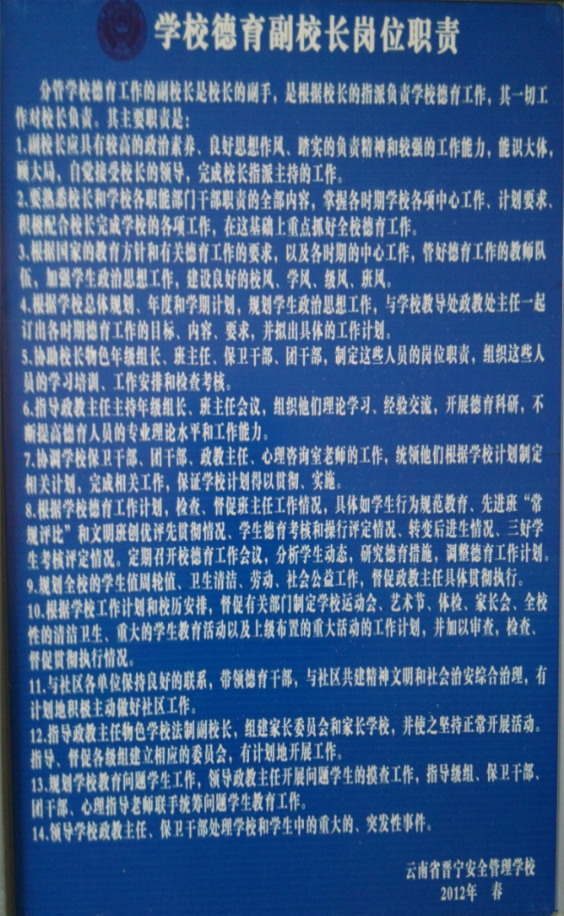 学校德育副校长岗位职责
分管学校德育工作的副校长是校长的副手，是根据校长的指派负责学校德育工作，其一切工
作对校长负责。其主要职责是：
1.副校长应具有较高的政治素养、良好思想作风、踏实的负责精神和较强的工作能力，能识大体，
顾大局，自觉接受校长的领导，完成校长指派主持的工作。
2.要熟悉校长和学校各职能部门干部职责的全部内容，掌握各时期学校各项中心工作、计划要求、
积极配合校长完成学校的各项工作，在这基础上重点抓好全校德育工作。
3.根据国家的教育方针和有关德育工作的要求，以及各时期的中心工作，管好德育工作的教师队
伍，加强学生政治思想工作，建设良好的校风、学风、级风、班风。
4.根据学校总体规划、年度和学期计划，规划学生政治思想工作，与学校教导处政教处主任一起
订出各时期德育工作的目标、内容、要求，并拟出具体的工作计划。
5.协助校长物色年级组长、班主任、保卫干部、团干部，制定这些人员的岗位职责，组织这些人
员的学习培训、工作安排和检查考核。
6.指导政教主任主持年级组长、班主任会议，组织他们理论学习、经验交流，开展德育科研，不
断提高德育人员的专业理论水平和工作能力。
7.协调学校保卫干部、团干部、政教主任、心理咨询室老师的工作，统领他们根据学校计划制定
相关计划，完成相关工作，保证学校计划得以贯彻、实施。
8.根据学校德育工作计划，检查、督促班主任工作情况，具体如学生行为规范教育、先进班“常
规评比”和文明班创优评先贯彻情况、学生德育考核和操行评定情况、转变后进生情况、三好学
生考核评定情况。定期召开校德育工作会议，分析学生动态，研究德育措施，调整德育工作计划。
9.规划全校的学生值周轮值、卫生清洁、劳动、社会公益工作，督促政教主任具体贯彻执行。
10.根据学校工作计划和校历安排，督促有关部门制定学校运动会、艺术节、体检、家长会、全校
性的清洁卫生、重大的学生教育活动以及上级布置的重大活动的工作计划，并加以审查，检查、
督促贯彻执行情况。
11.与社区各单位保持良好的联系，带领德育干部，与社区共建精神文明和社会治安综合治理，有
计划地积极主动做好社区工作。
12.指导政教主任物色学校法制副校长，组建家长委员会和家长学校，并使之坚持正常开展活动。
指导、督促各级组建立相应的委员会，有计划地开展工作。
13.规划学校教育问题学生工作，领导政教主任开展问题学生的摸查工作，指导级组、保卫干部、
团干部、心理指导老师联手统筹问题学生教育工作。
14.领导学校政教主任、保卫干部处理学校和学生中的重大的、突发性事件。
云南省晋宁安全管理学校
2012年 春